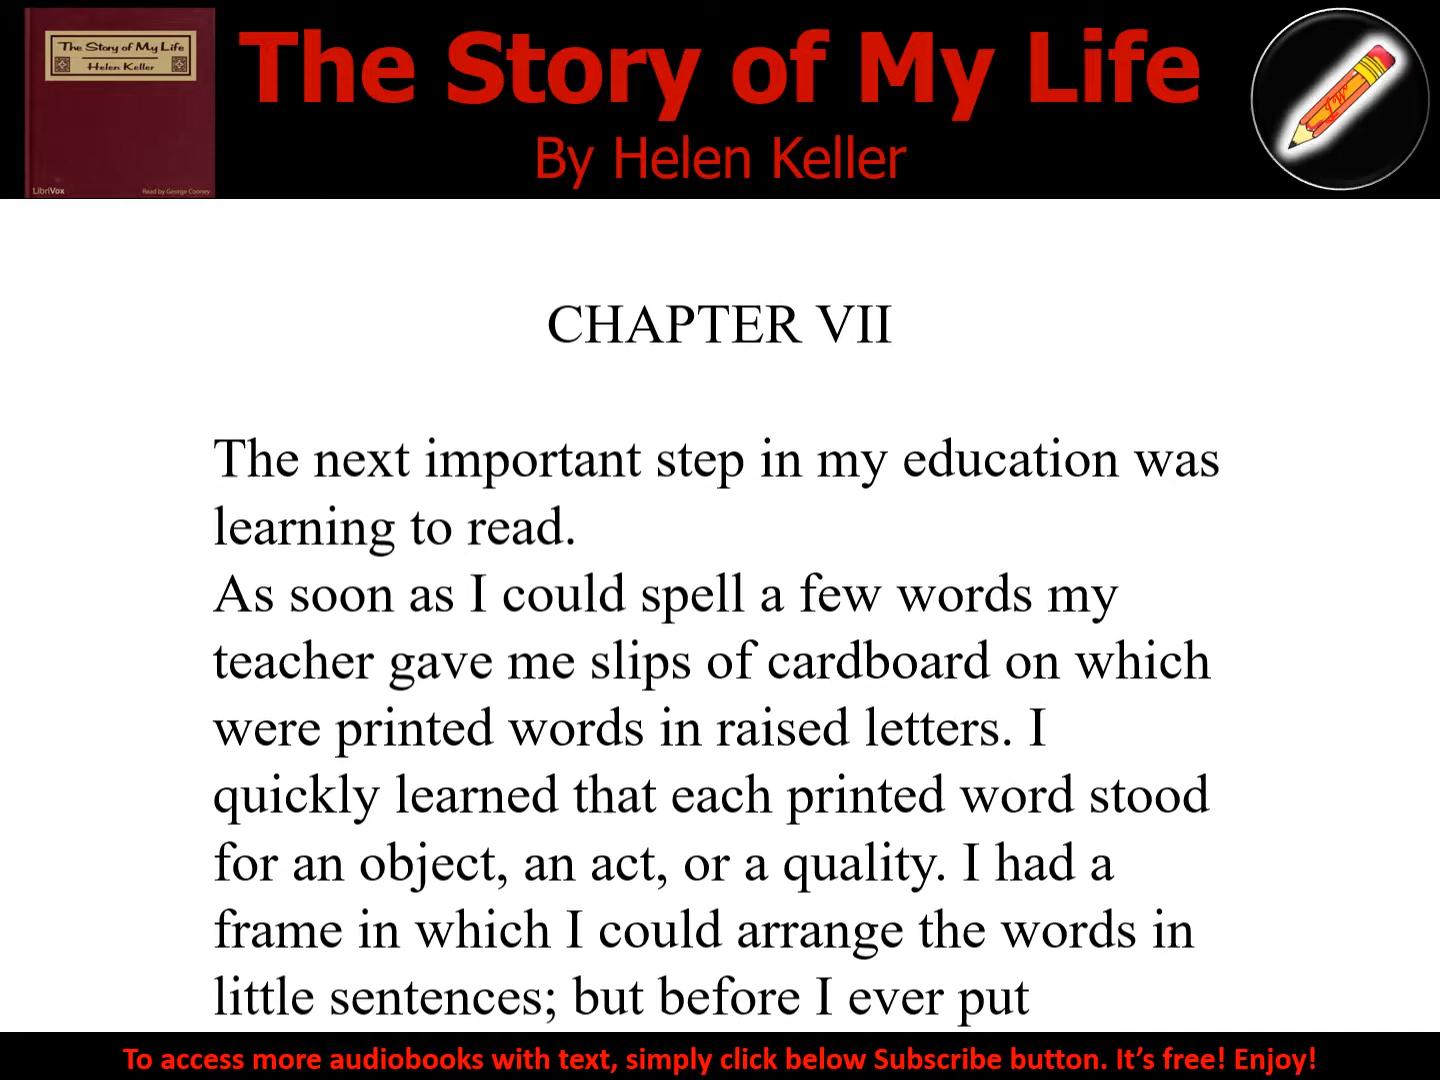 The Story of My Life
Helen Keller
LibriVox
Read by George Cooney
The Story of My Life
By Helen Keller
CHAPTER VII
The next important step in my education was
learning to read.
As soon as I could spell a few words my
teacher gave me slips of cardboard on which
were printed words in raised letters. I
quickly learned that each printed word stood
for an object, an act, or a quality. I had a
frame in which I could arrange the words in
little sentences; but before I ever put
To access more audiobooks with text, simply click below Subscribe button. It’s free! Enjoy!